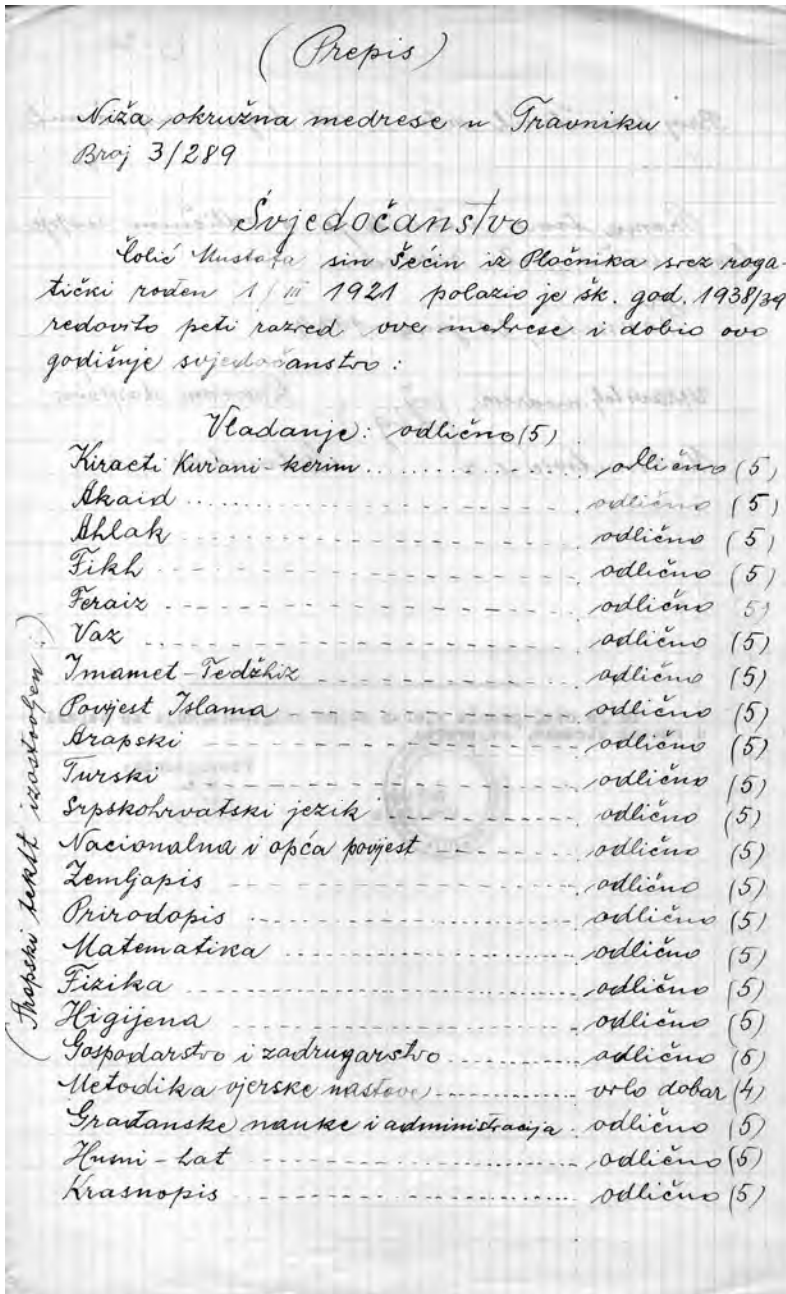 (Prepis)
Niža okružna medrese u Travniku
Broj 3/289
Svjedočanstvo
Čolić Mustafa sin Šećin iz Pločnika srez roga-
tički rođen 1/III 1921 polazio je šk. god. 1938/39
redovito peti razred ove medrese i dobio ovo
godišnje svjedočanstvo:
Vladanje: odlično (5)
Kiraeti Kur'ani-kerim .......... odlično (5)
Akaid .......... odlično (5)
Ahlak ---------- odlično (5)
Fikh ---------- odlično (5)
Feraiz ---------- odlično 5)
Vaz ---------- odlično (5)
Imamet-Tedžhiz ---------- odlično (5)
Povijest Islama ---------- odlično (5)
Arapski ---------- odlično (5)
Turski ---------- odlično (5)
Srpskohrvatski jezik ---------- odlično (5)
Nacionalna i opća povjest ---------- odlično (5)
Zemljapis ---------- odlično (5)
Prirodopis ---------- odlično (5)
Matematika .......... odlično (5)
Fizika .......... odlično (5)
Higijena .......... odlično (5)
Gospodarstvo i zadrugarstvo .......... odlično (5)
Metodika vjerske nastave .......... vrlo dobar (4)
Građanske nauke i administracija. odlično (5)
Husni-hat .......... odlično (5)
Krasnopis .......... odlično (5)
(Arapski tekst izostavljen.)